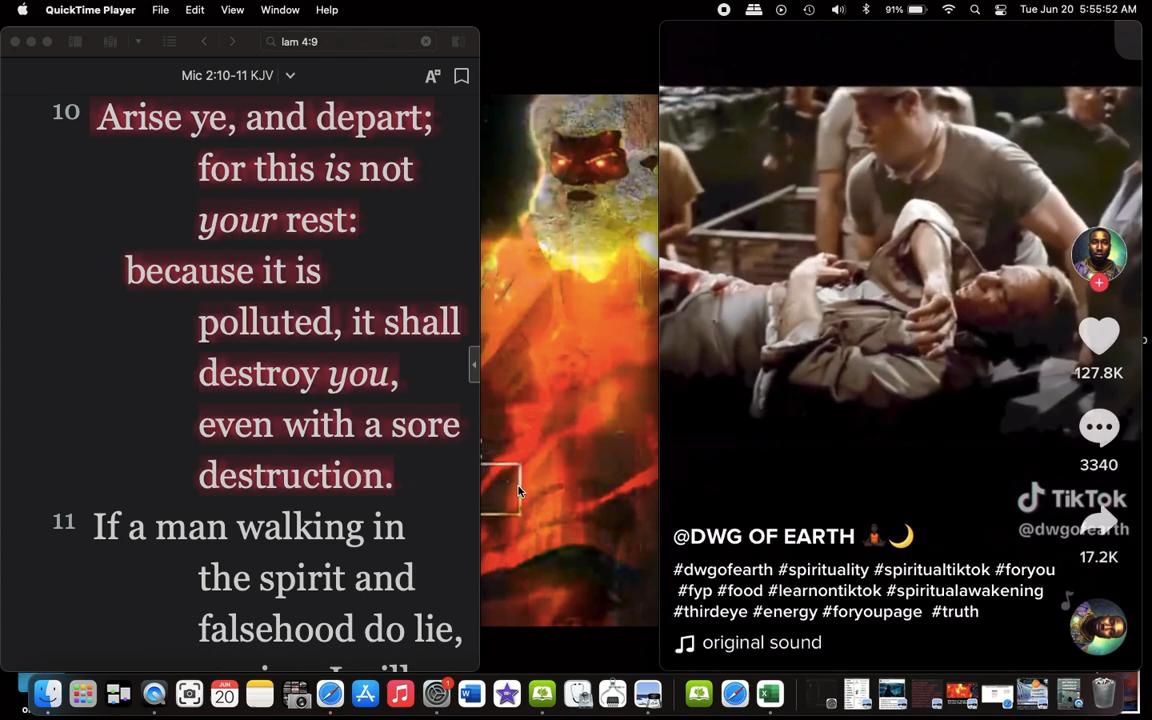 QuickTime Player File Edit View Window Help
91% Tue Jun 20 5:55:52 AM
lam 4:9
Mic 2:10-11 KJV
10 Arise ye, and depart;
for this is not
your rest:
because it is
polluted, it shall
destroy you,
even with a sore
destruction.
11 If a man walking in
the spirit and
falsehood do lie,
127.8K
3340
TikTok
@dwgofearth
17.2K
@DWG OF EARTH
#dwgofearth #spirituality #spiritualtiktok #foryou
#fyp #food #learnontiktok #spiritualawakening
#thirdeye #energy #foryoupage #truth
original sound
JUN
20
1